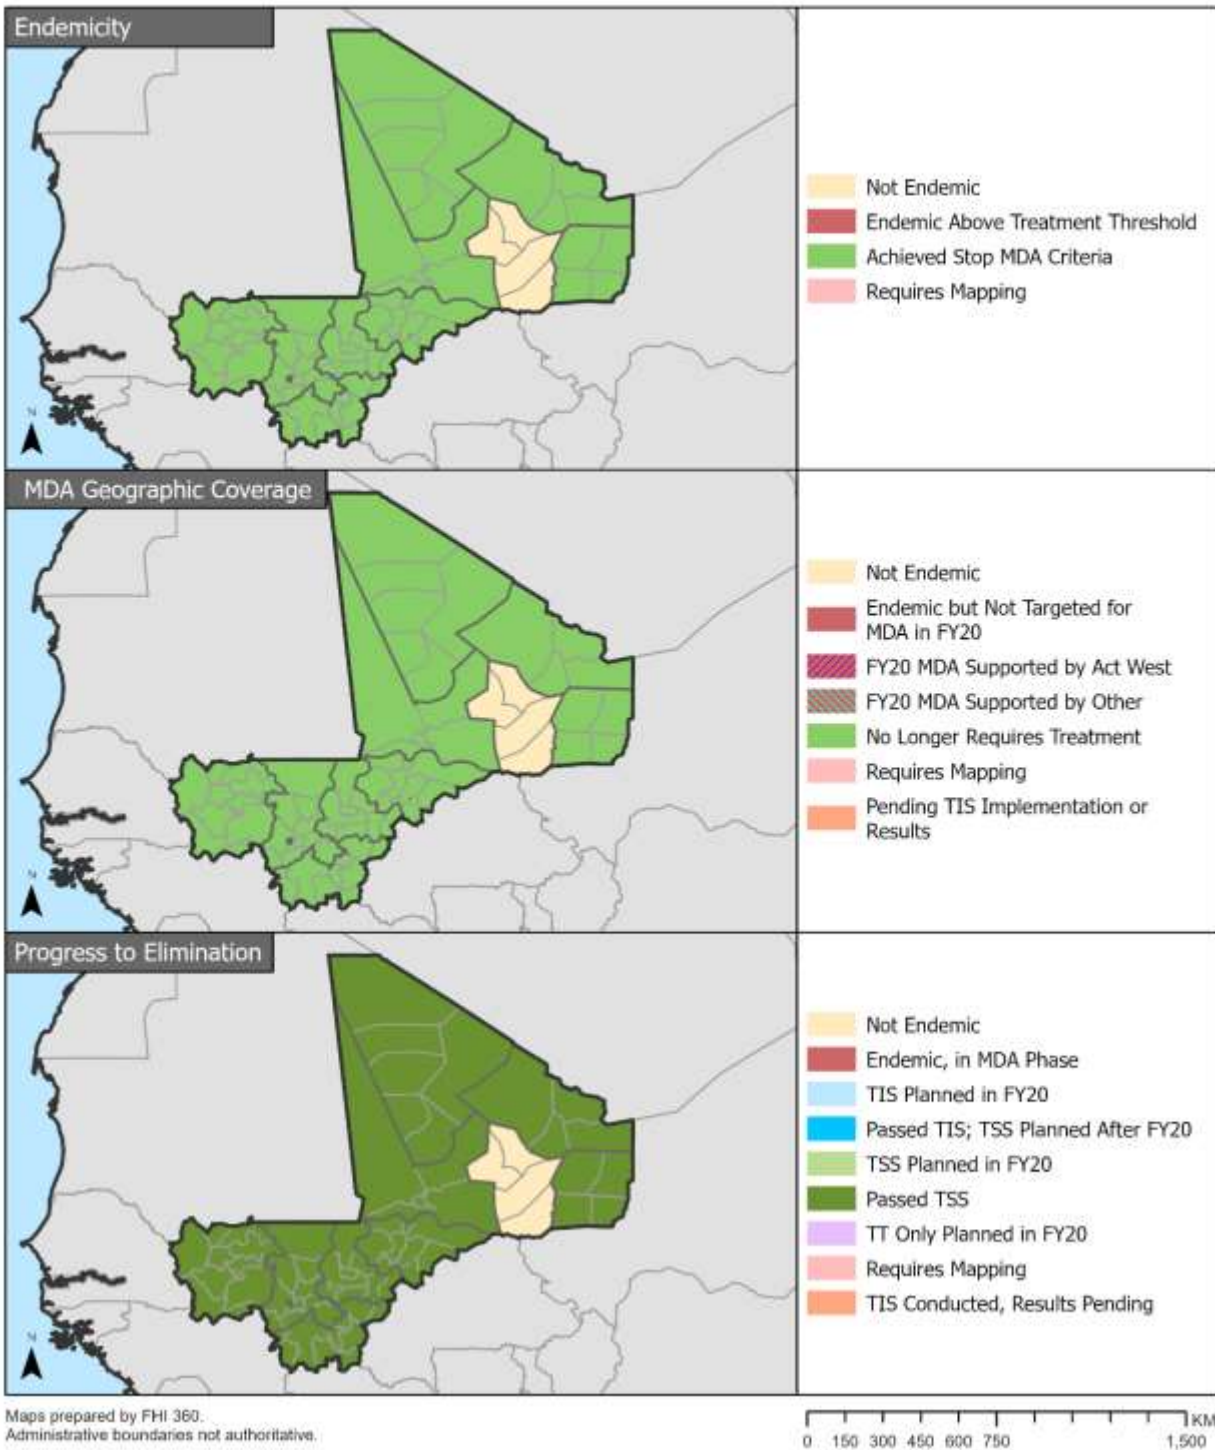 Endemicity
N
Not Endemic
Endemic Above Treatment Threshold
Achieved Stop MDA Criteria
Requires Mapping
MDA Geographic Coverage
N
Not Endemic
Endemic but Not Targeted for
MDA in FY20
FY20 MDA Supported by Act West
FY20 MDA Supported by Other
No Longer Requires Treatment
Requires Mapping
Pending TIS Implementation or
Results
Progress to Elimination
N
Not Endemic
Endemic, in MDA Phase
TIS Planned in FY20
Passed TIS; TSS Planned After FY20
TSS Planned in FY20
Passed TSS
TT Only Planned in FY20
Requires Mapping
TIS Conducted, Results Pending
Maps prepared by FHI 360.
Administrative boundaries not authoritative.
KM
0 150 300 450 600 750 1,500